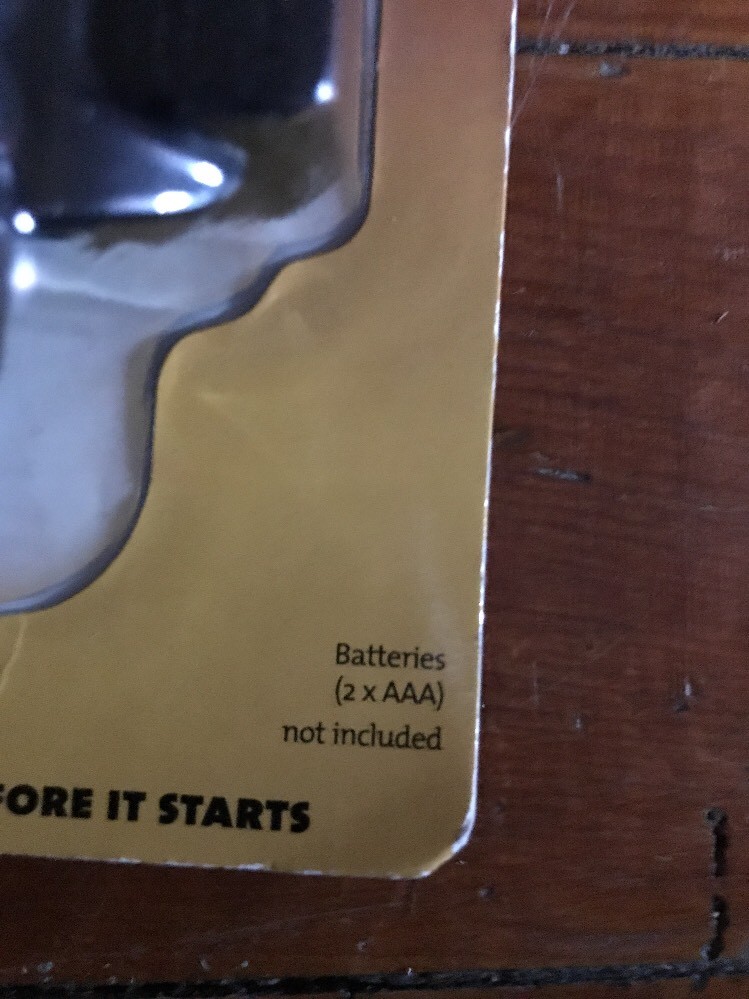 Batteries
(2 x AAA)
not included
FORE IT STARTS